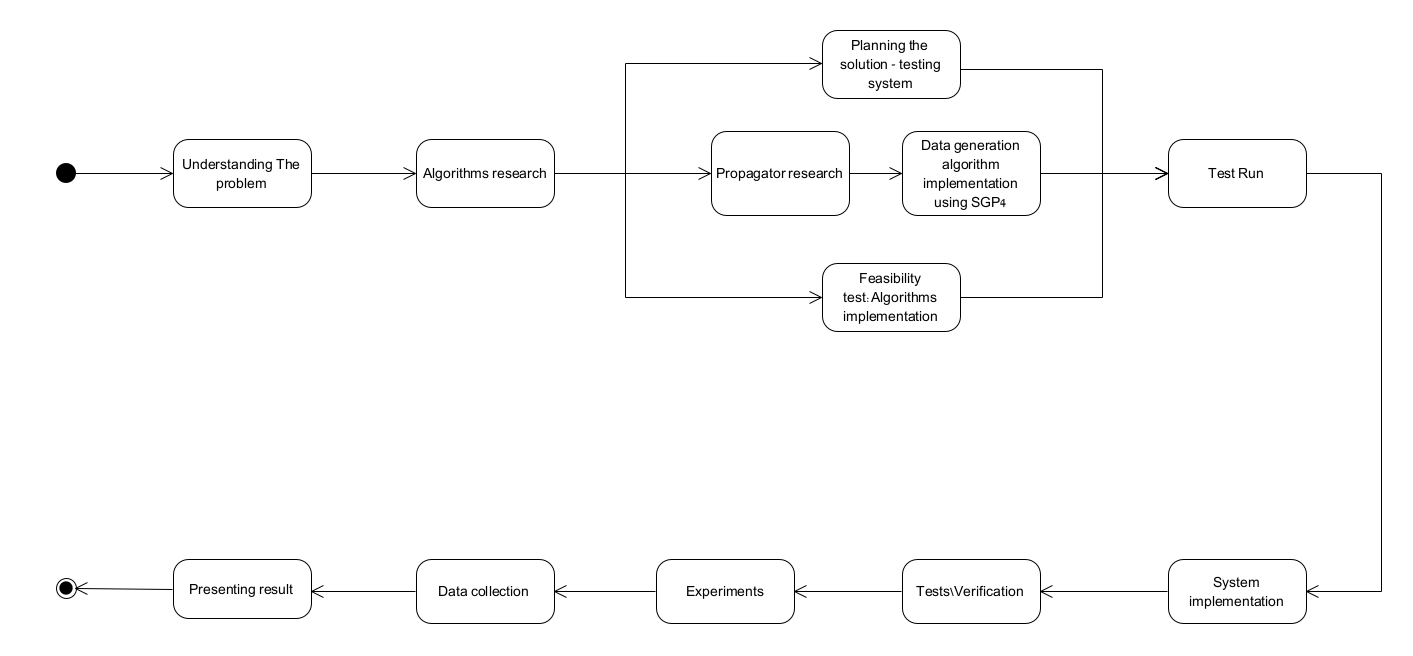 Planning the
solution - testing
system
Understanding The
problem
Algorithms research
Propagator research
Data generation
algorithm
implementation
using SGP4
Test Run
Feasibility
test: Algorithms
implementation
Presenting result
Data collection
Experiments
Tests\Verification
System
implementation